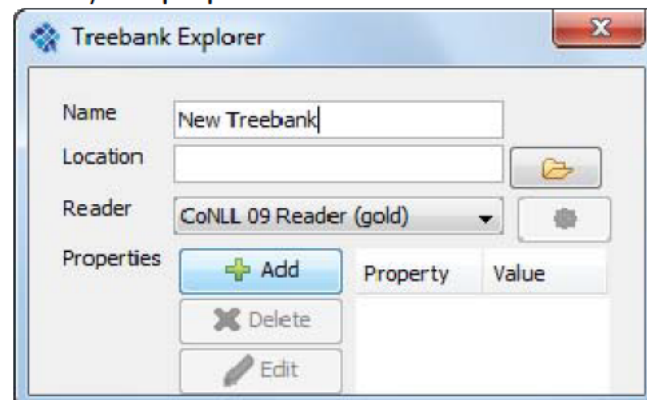 Treebank Explorer
Name New Treebank
Location
Reader CoNLL 09 Reader (gold)
Properties Add Property Value
Delete
Edit